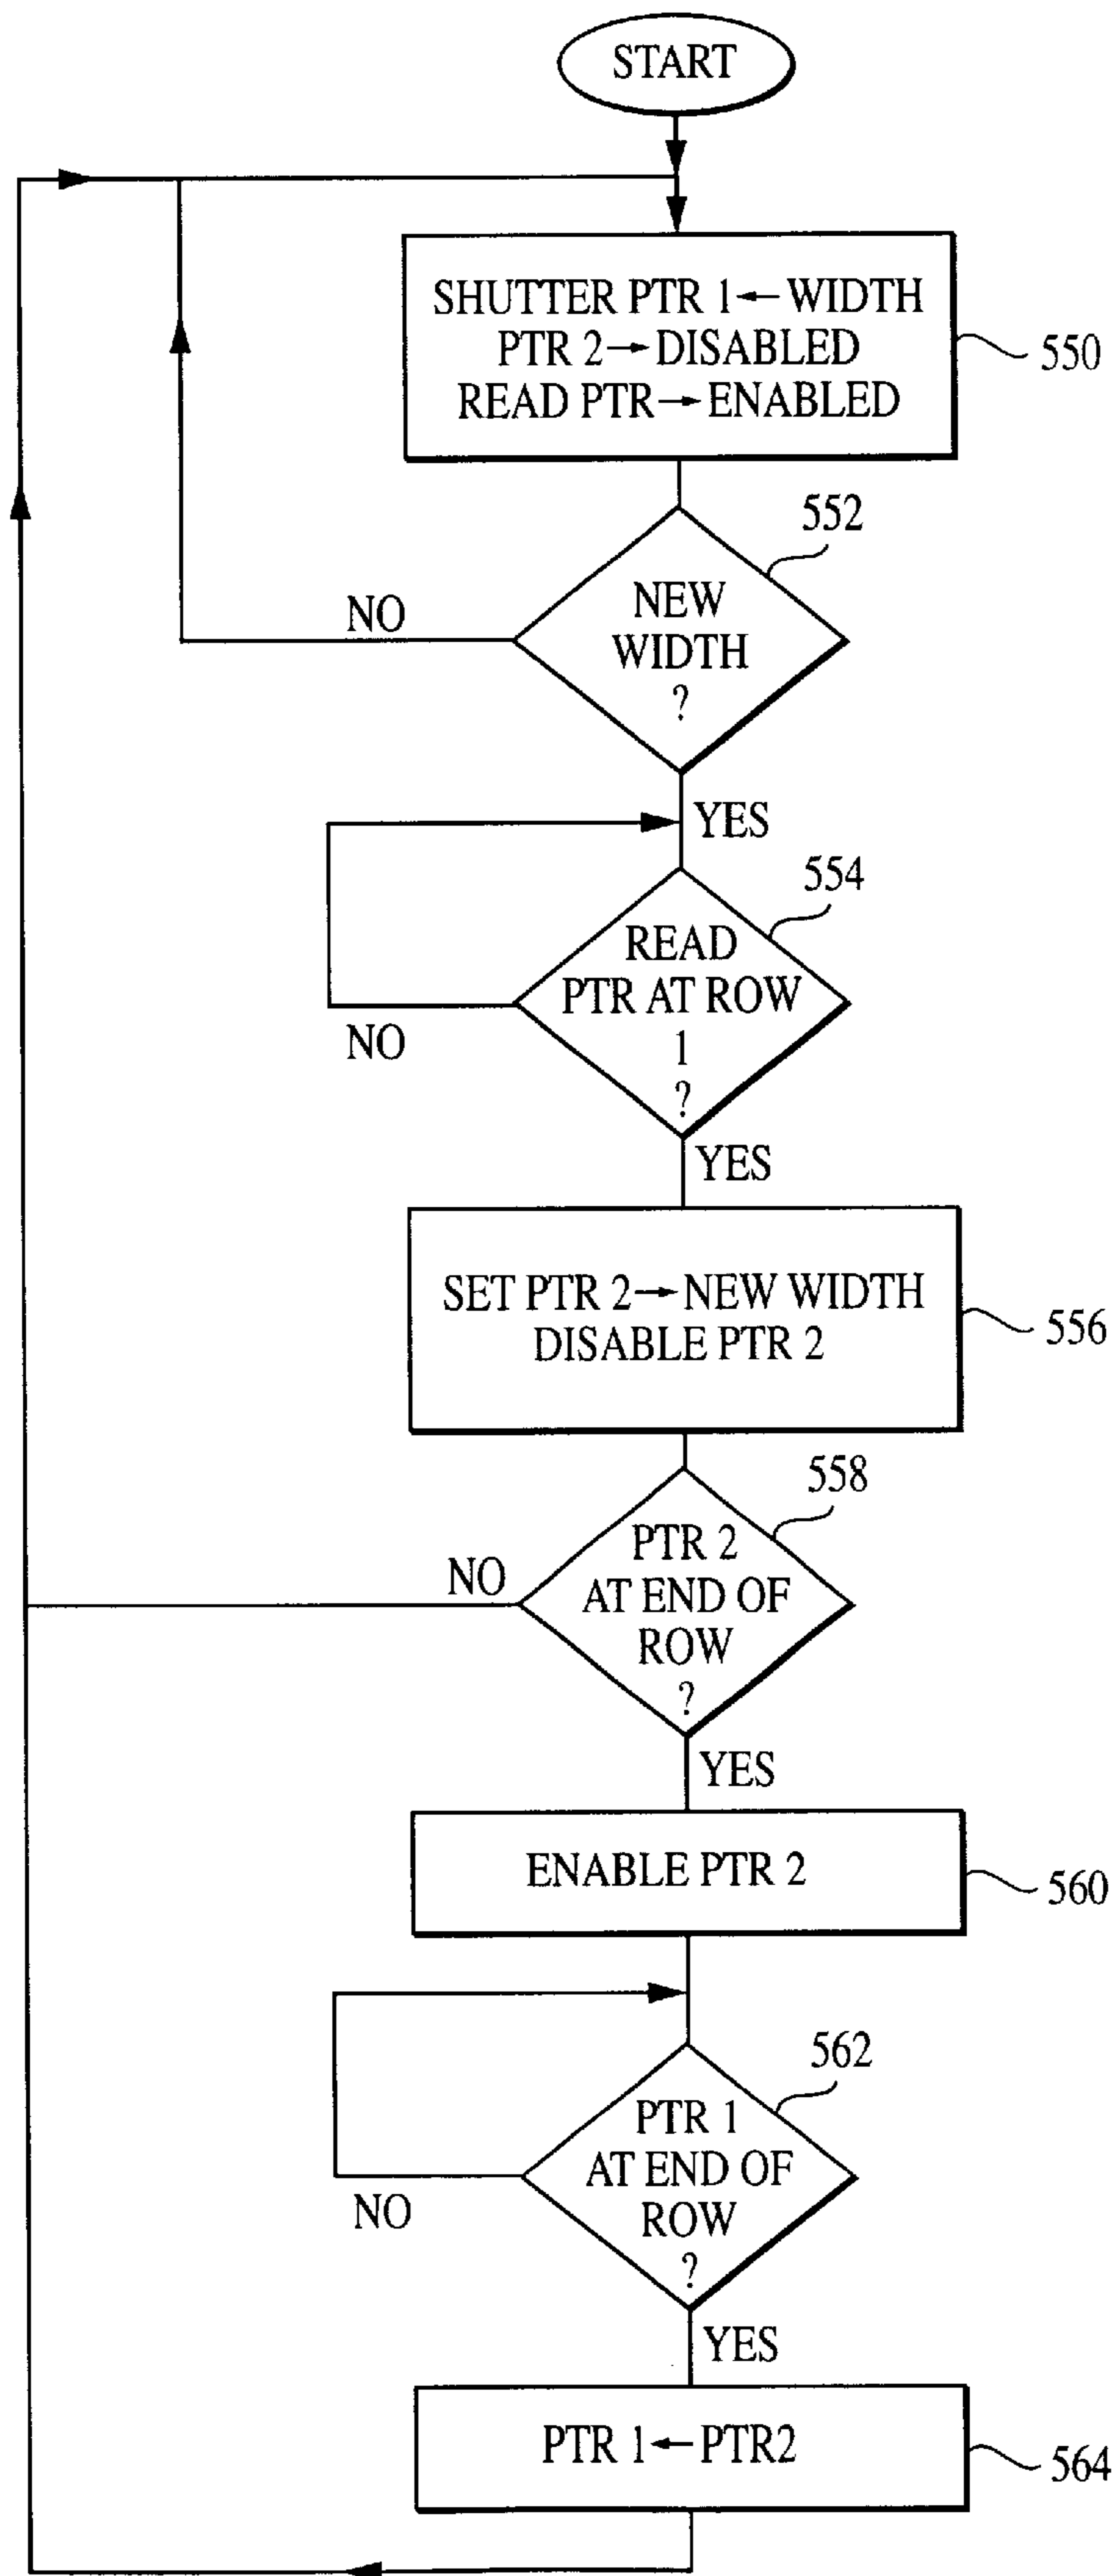 START
SHUTTER PTR 1←WIDTH
PTR 2→DISABLED
READ PTR→ENABLED
550
552
NEW
WIDTH
?
NO
YES
554
READ
PTR AT ROW
1
?
NO
YES
SET PTR 2→NEW WIDTH
DISABLE PTR 2
556
558
PTR 2
AT END OF
ROW
?
NO
YES
ENABLE PTR 2
560
562
PTR 1
AT END OF
ROW
?
NO
YES
PTR 1←PTR2
564